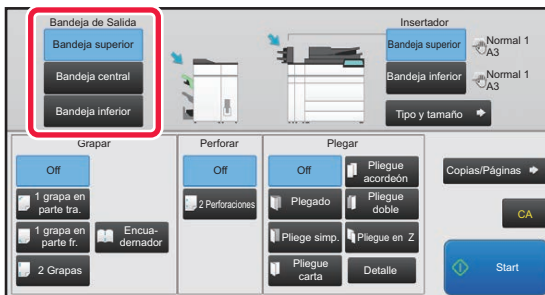 Bandeja de Salida
Bandeja superior
Bandeja central
Bandeja inferior
Insertador
Bandeja superior
Normal 1
A3
Bandeja inferior
Normal 1
A3
Tipo y tamaño
Grapar
Off
1 grapa en
parte tra.
1 grapa en
parte fr.
Encua-
dernador
2 Grapas
Perforar
Off
2 Perforaciones
Plegar
Off
Pliegue
acordeón
Plegado
Pliegue
doble
Pliege simp.
Pliegue en Z
Pliegue
carta
Detalle
Copias/Páginas
CA
Start